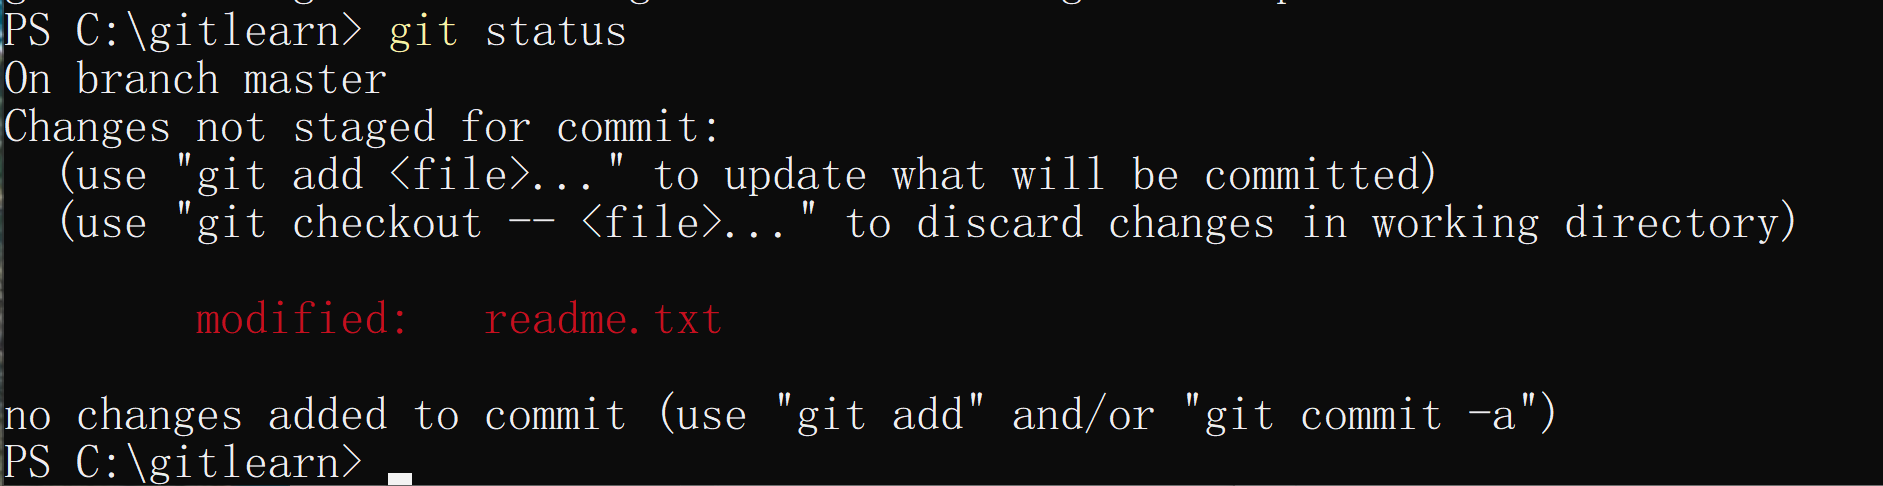 PS C:\gitlearn> git status
On branch master
Changes not staged for commit:
  (use "git add <file>..." to update what will be committed)
  (use "git checkout -- <file>..." to discard changes in working directory)
        modified:   readme.txt
no changes added to commit (use "git add" and/or "git commit -a")
PS C:\gitlearn>